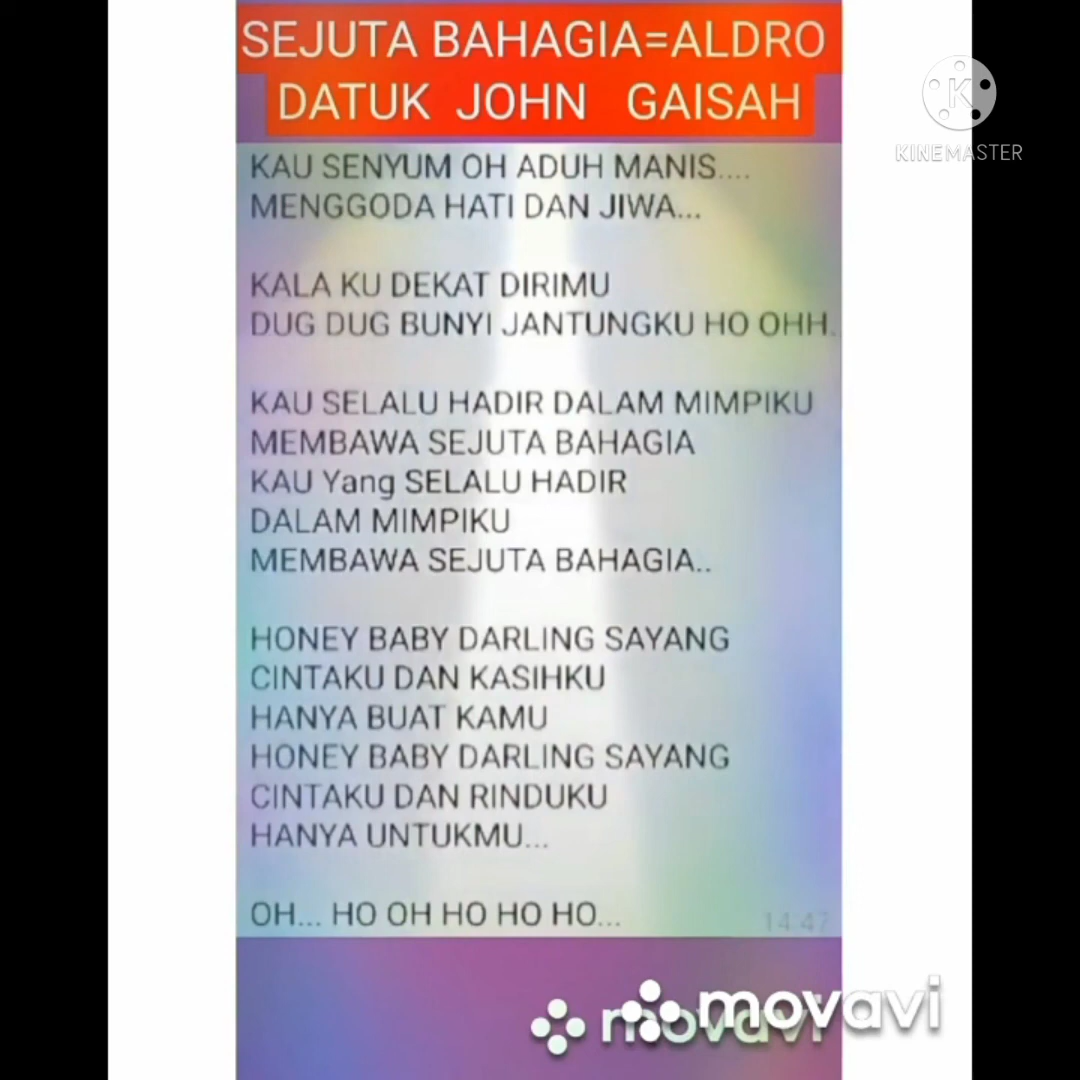 SEJUTA BAHAGIA=ALDRO
DATUK JOHN GAISAH
K
KINEMASTER
KAU SENYUM OH ADUH MANIS....
MENGGODA HATI DAN JIWA...
KALA KU DEKAT DIRIMU
DUG DUG BUNYI JANTUNGKU HO OHH.
KAU SELALU HADIR DALAM MIMPIKU
MEMBAWA SEJUTA BAHAGIA
KAU Yang SELALU HADIR
DALAM MIMPIKU
MEMBAWA SEJUTA BAHAGIA..
HONEY BABY DARLING SAYANG
CINTAKU DAN KASIHKU
HANYA BUAT KAMU
HONEY BABY DARLING SAYANG
CINTAKU DAN RINDUKU
HANYA UNTUKMU...
OH... HO OH HO HO HO...
14.47
movavi
movavi